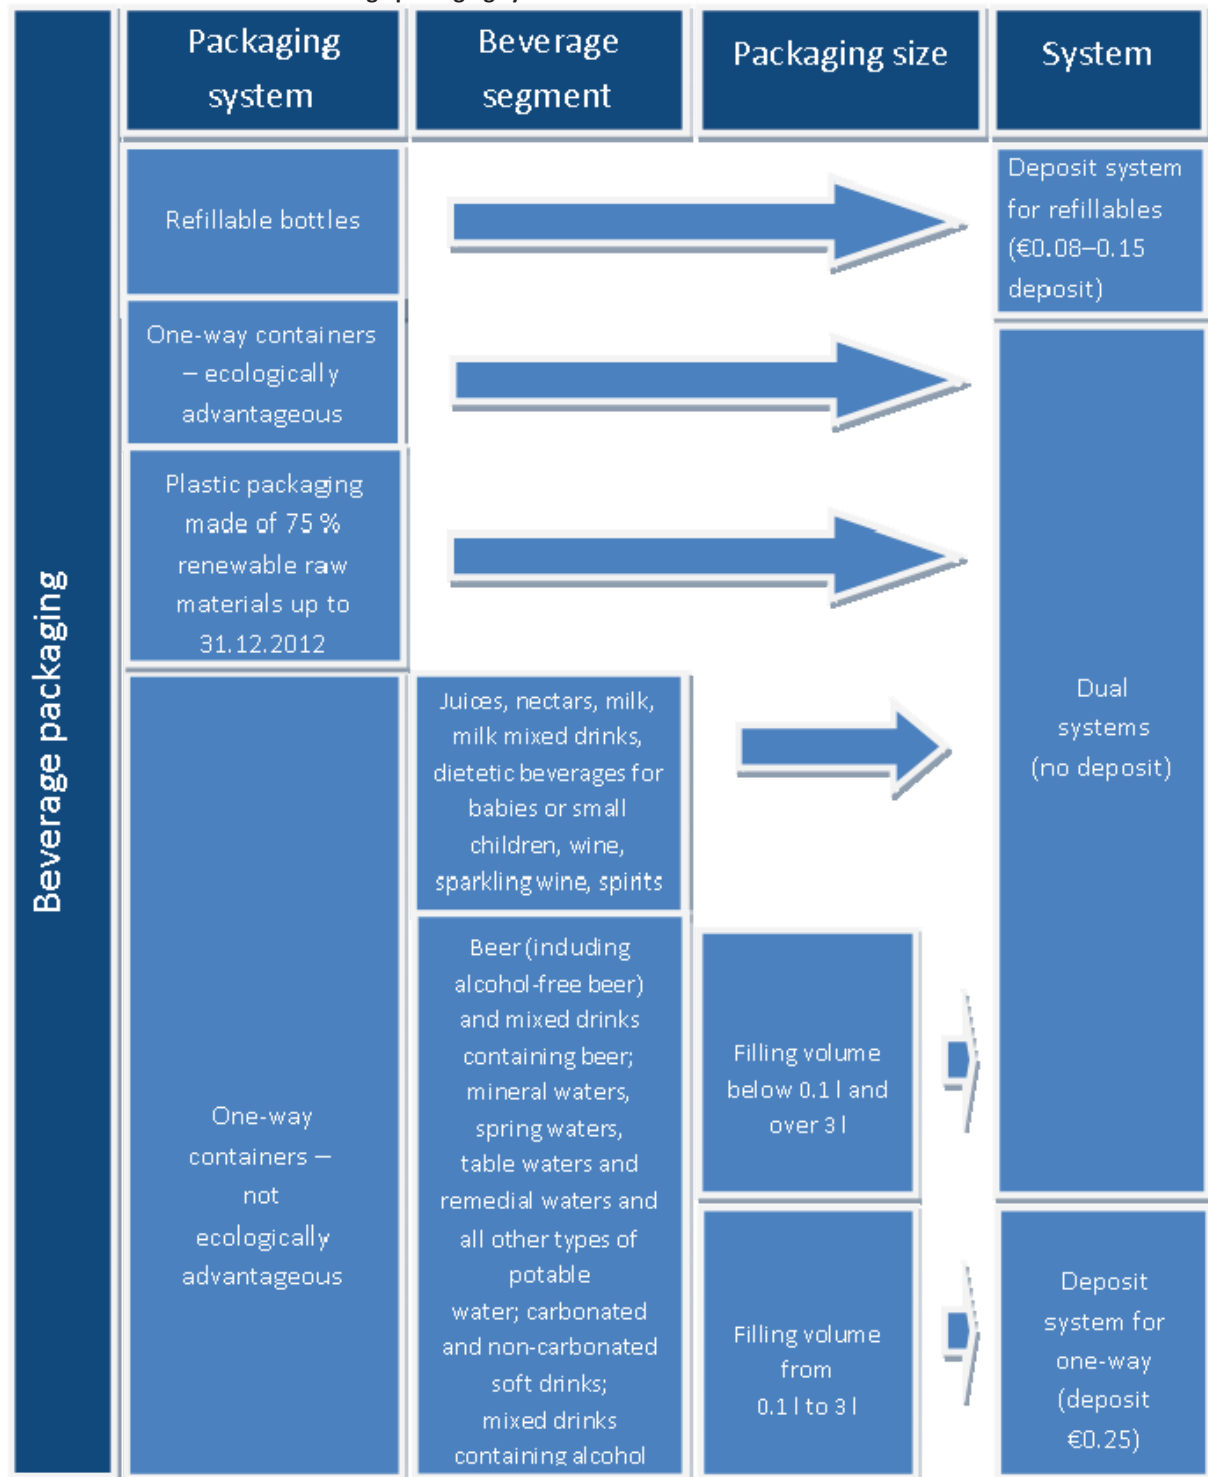 Packaging
system
Beverage
segment
Packaging size
System
Beverage packaging
Refillable bottles
Deposit system
for refillables
(€0.08–0.15
deposit)
One-way containers
– ecologically
advantageous
Plastic packaging
made of 75 %
renewable raw
materials up to
31.12.2012
Dual
systems
(no deposit)
One-way
containers –
not
ecologically
advantageous
Juices, nectars, milk,
milk mixed drinks,
dietetic beverages for
babies or small
children, wine,
sparkling wine, spirits
Beer (including
alcohol-free beer)
and mixed drinks
containing beer;
mineral waters,
spring waters,
table waters and
remedial waters and
all other types of
potable
water; carbonated
and non-carbonated
soft drinks;
mixed drinks
containing alcohol
Filling volume
below 0.1 l and
over 3 l
Filling volume
from
0.1 l to 3 l
Deposit
system for
one-way
(deposit
€0.25)